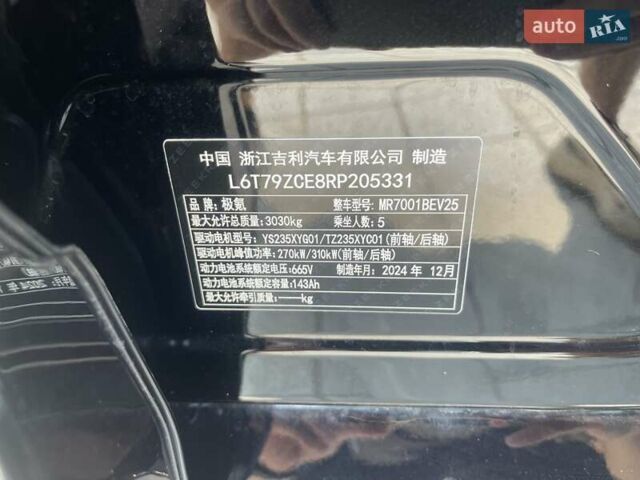 auto RIA.com
中国 浙江吉利汽车有限公司 制造
L6T79ZCE8RP205331
品牌: 极氪 整车型号: MR7001BEV25
最大允许总质量: 3030kg 乘坐人数: 5
驱动电机型号: YS235XYG01/TZ235XYC01(前轴/后轴)
驱动电机峰值功率: 270kW/310kW(前轴/后轴)
动力电池系统额定电压: 665V 制造年月: 2024 年 12月
动力电池系统额定容量: 143Ah
最大允许牵引质量: ——kg